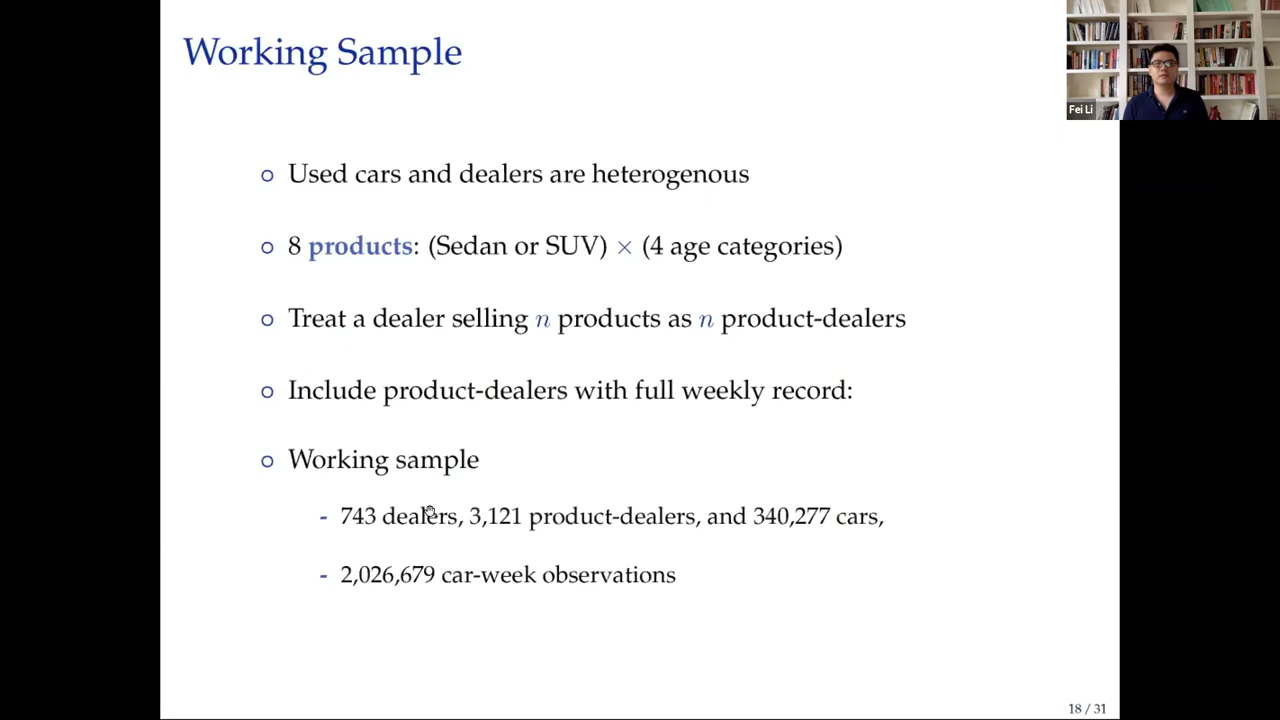 Working Sample
Fei Li
Used cars and dealers are heterogenous
8 products: (Sedan or SUV) × (4 age categories)
Treat a dealer selling n products as n product-dealers
Include product-dealers with full weekly record:
Working sample
- 743 dealers, 3,121 product-dealers, and 340,277 cars,
- 2,026,679 car-week observations
18 / 31